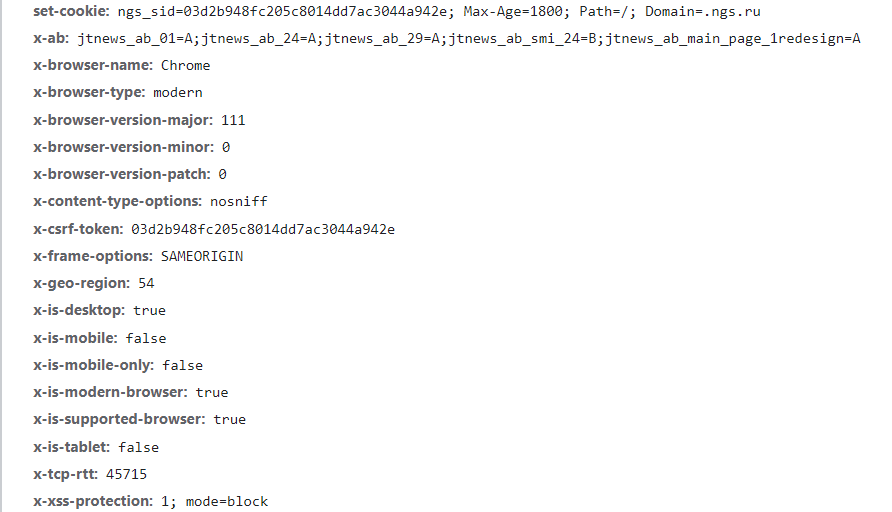 set-cookie: ngs_sid=03d2b948fc205c8014dd7ac3044a942e; Max-Age=1800; Path=/; Domain=.ngs.ru
x-ab: jtnews_ab_01=A;jtnews_ab_24=A;jtnews_ab_29=A;jtnews_ab_smi_24=B;jtnews_ab_main_page_1redesign=A
x-browser-name: Chrome
x-browser-type: modern
x-browser-version-major: 111
x-browser-version-minor: 0
x-browser-version-patch: 0
x-content-type-options: nosniff
x-csrf-token: 03d2b948fc205c8014dd7ac3044a942e
x-frame-options: SAMEORIGIN
x-geo-region: 54
x-is-desktop: true
x-is-mobile: false
x-is-mobile-only: false
x-is-modern-browser: true
x-is-supported-browser: true
x-is-tablet: false
x-tcp-rtt: 45715
x-xss-protection: 1; mode=block